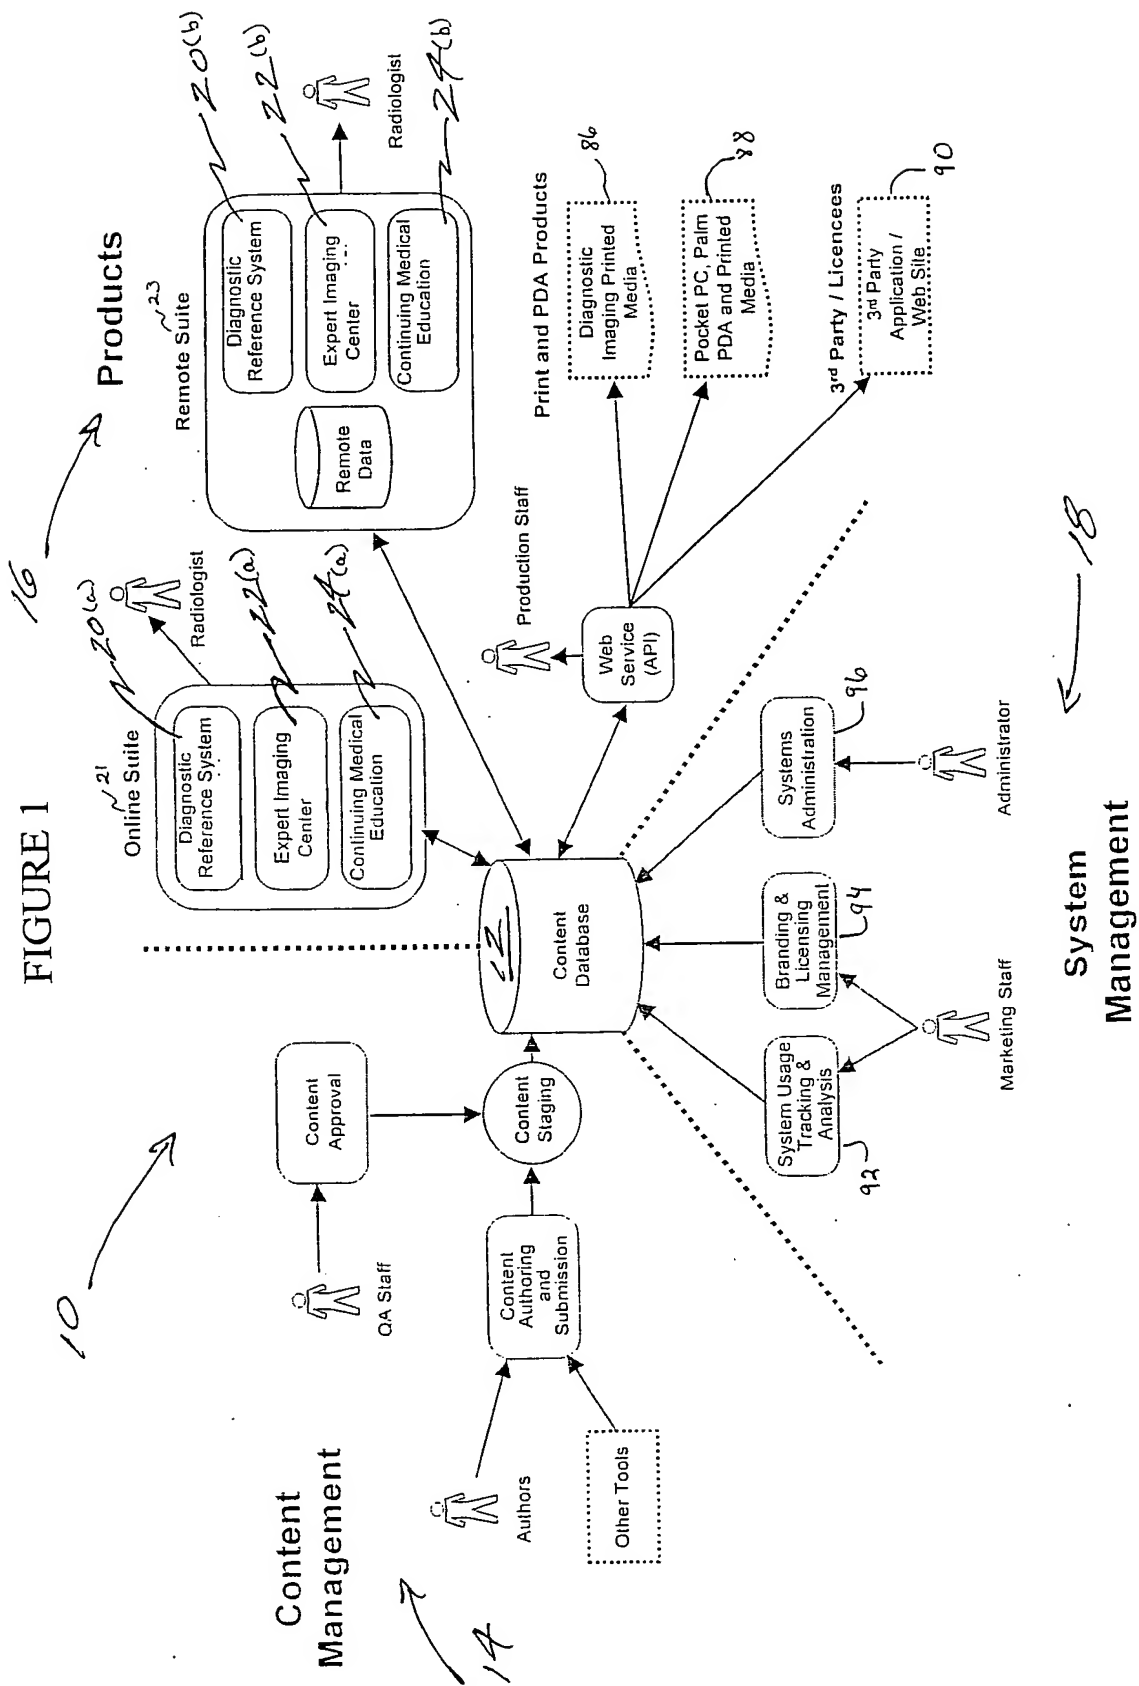 FIGURE 1
10
Content
Management
14
QA Staff
Content
Approval
Authors
Other Tools
Content
Authoring
and
Submission
Content
Staging
12
Content
Database
16
Products
Online Suite
21
Diagnostic
Reference System
20(a)
Expert Imaging
Center
22(a)
Continuing Medical
Education
24(a)
Radiologist
Remote Suite
23
Remote
Data
Diagnostic
Reference System
20(b)
Expert Imaging
Center
22(b)
Continuing Medical
Education
24(b)
Radiologist
Production Staff
Web
Service
(API)
Print and PDA Products
Diagnostic
Imaging Printed
Media
86
Pocket PC, Palm
PDA and Printed
Media
88
3rd Party / Licencees
3rd Party
Application /
Web Site
90
System Usage
Tracking &
Analysis
92
Branding &
Licensing
Management
94
Systems
Administration
96
Marketing Staff
Administrator
18
System
Management